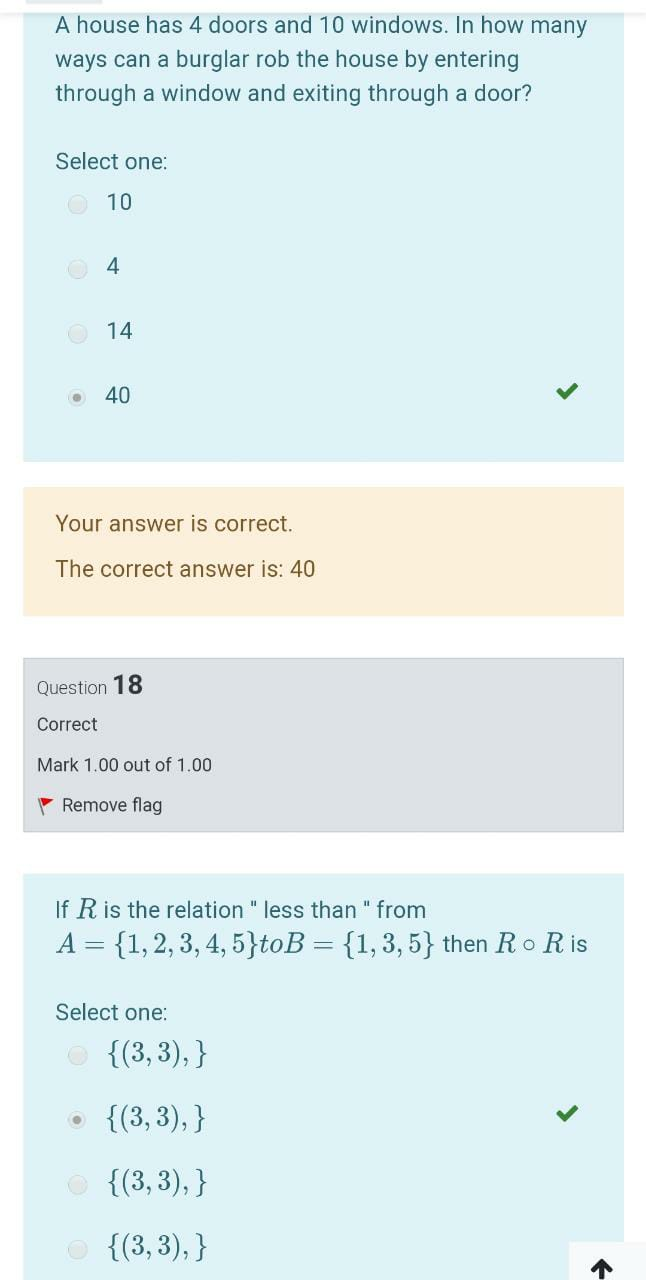 A house has 4 doors and 10 windows. In how many
ways can a burglar rob the house by entering
through a window and exiting through a door?
Select one:
10
4
14
40
Your answer is correct.
The correct answer is: 40
Question 18
Correct
Mark 1.00 out of 1.00
Remove flag
If R is the relation " less than " from
A = {1, 2, 3, 4, 5}toB = {1, 3, 5} then R ∘ R is
Select one:
{(3, 3), }
{(3, 3), }
{(3, 3), }
{(3, 3), }